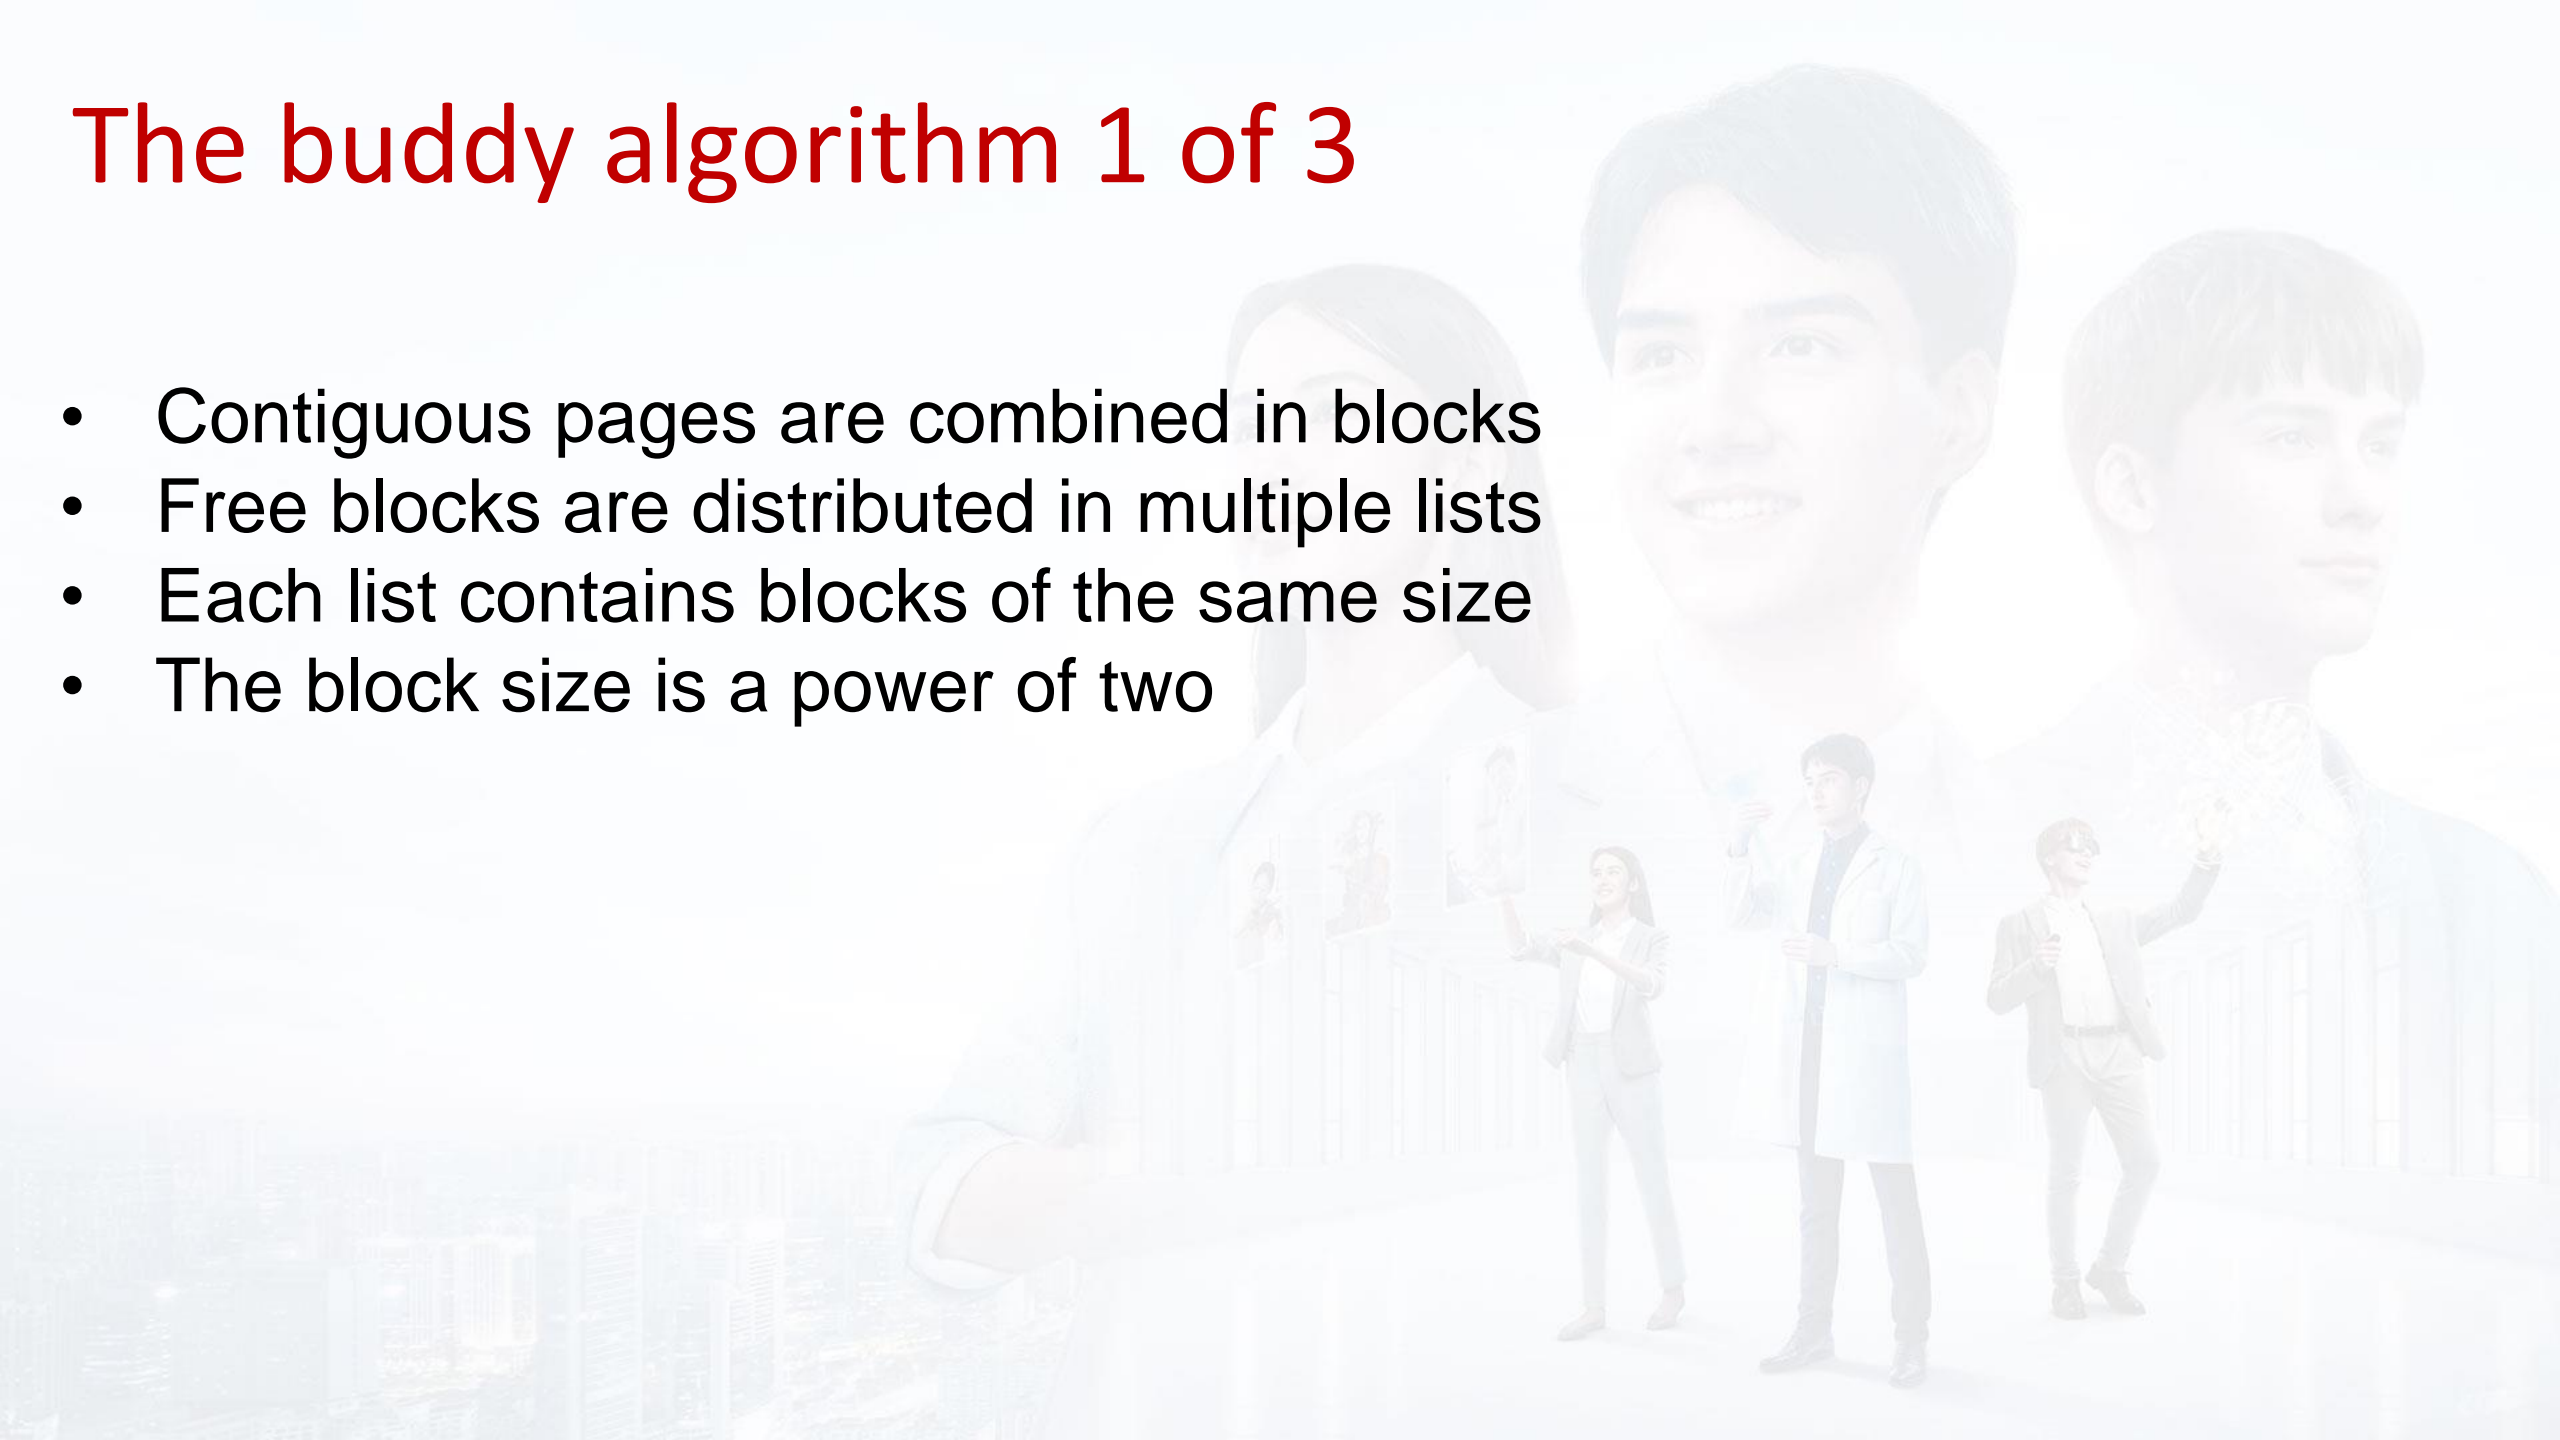 The buddy algorithm 1 of 3
• Contiguous pages are combined in blocks
• Free blocks are distributed in multiple lists
• Each list contains blocks of the same size
• The block size is a power of two